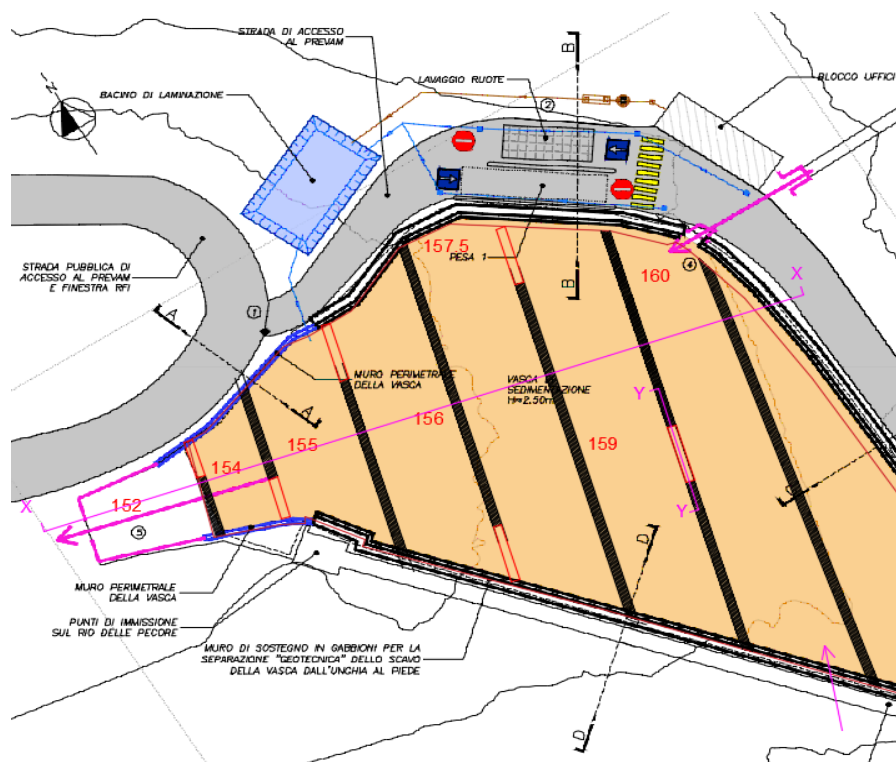 STRADA DI ACCESSO
AL PREVAM
B
LAVAGGIO RUOTE
BLOCCO UFFICI
N
BACINO DI LAMINAZIONE
2
157,5
PESA 1
160
4
X
STRADA PUBBLICA DI
ACCESSO AL PREVAM
E FINESTRA RFI
B
A
1
MURO PERIMETRALE
DELLA VASCA
VASCA DI
SEDIMENTAZIONE
H=2.50m
A
156
Y
155
159
154
X
152
C
Y
5
D
MURO PERIMETRALE
DELLA VASCA
PUNTI DI IMMISSIONE
SUL RIO DELLE PECORE
MURO DI SOSTEGNO IN GABBIONI PER LA
SEPARAZIONE "GEOTECNICA" DELLO SCAVO
DELLA VASCA DALL'UNGHIA AL PIEDE
D